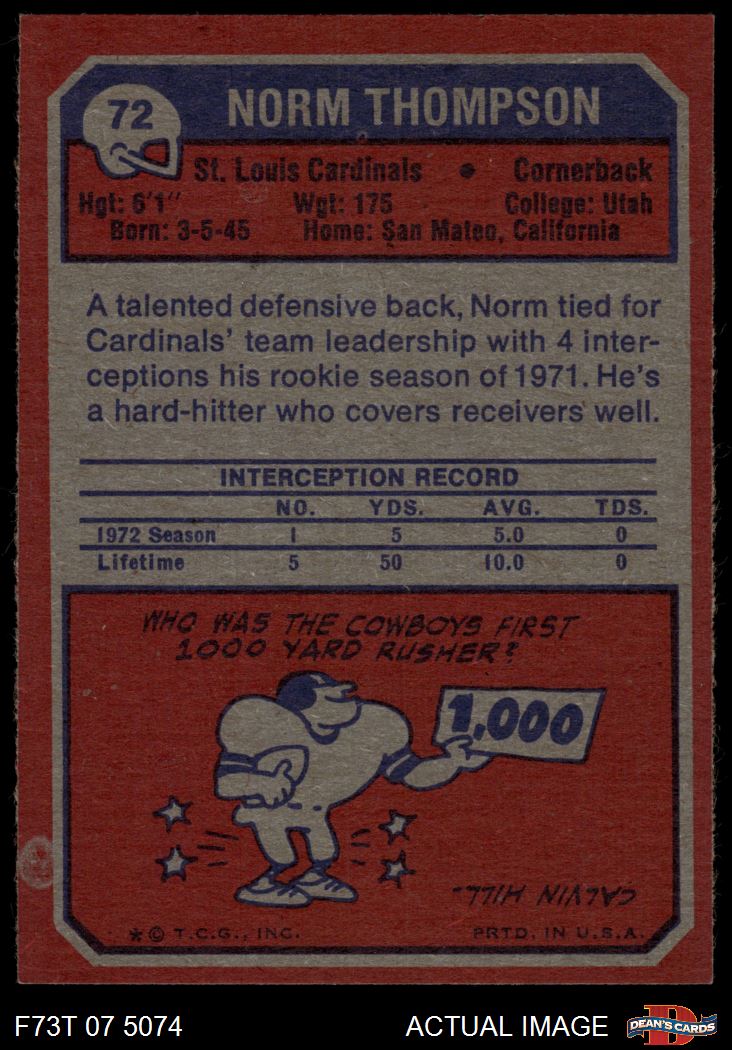 72
NORM THOMPSON
St. Louis Cardinals • Cornerback
Hgt: 6'1" Wgt: 175 College: Utah
Born: 3-5-45 Home: San Mateo, California
A talented defensive back, Norm tied for
Cardinals' team leadership with 4 inter-
ceptions his rookie season of 1971. He's
a hard-hitter who covers receivers well.
INTERCEPTION RECORD
NO. YDS. AVG. TDS.
1972 Season 1 5 5.0 0
Lifetime 5 50 10.0 0
WHO WAS THE COWBOYS FIRST
1000 YARD RUSHER?
1,000
CALVIN HILL.
* © T.C.G., INC. PRTD. IN U.S.A.
F73T 07 5074 ACTUAL IMAGE D DEAN'S CARDS